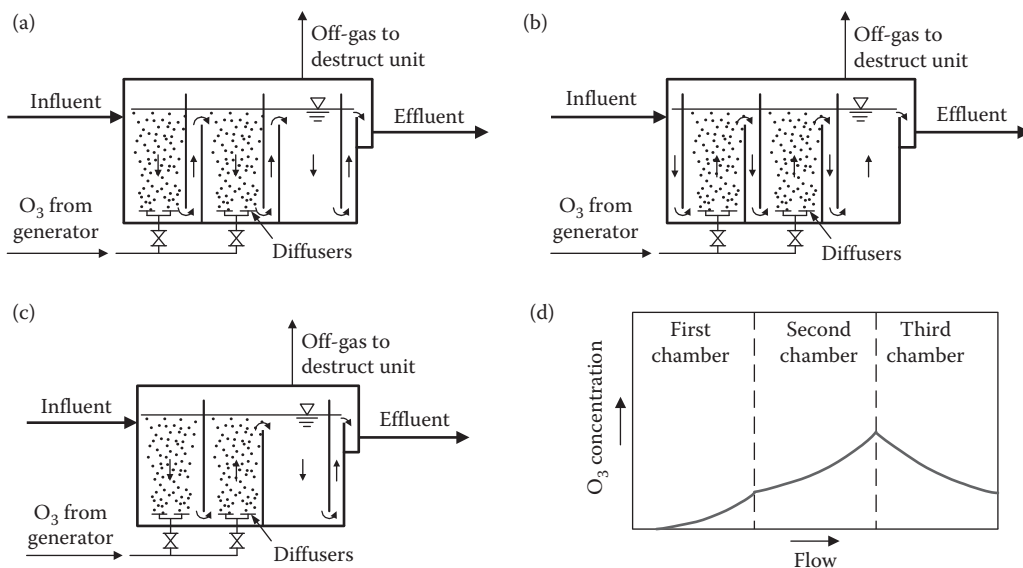 (a)
Off-gas to
destruct unit
Influent
Effluent
O₃ from
generator
Diffusers
(b)
Off-gas to
destruct unit
Influent
Effluent
O₃ from
generator
Diffusers
(c)
Off-gas to
destruct unit
Influent
Effluent
O₃ from
generator
Diffusers
(d)
First
chamber
Second
chamber
Third
chamber
O₃ concentration
Flow